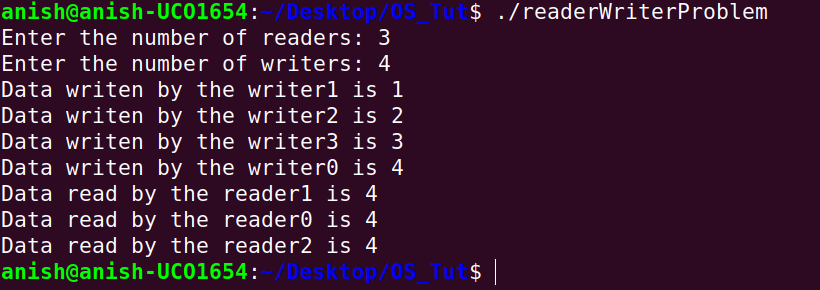 anish@anish-UCO1654:~/Desktop/OS_Tut$ ./readerWriterProblem
Enter the number of readers: 3
Enter the number of writers: 4
Data writen by the writer1 is 1
Data writen by the writer2 is 2
Data writen by the writer3 is 3
Data writen by the writer0 is 4
Data read by the reader1 is 4
Data read by the reader0 is 4
Data read by the reader2 is 4
anish@anish-UCO1654:~/Desktop/OS_Tut$